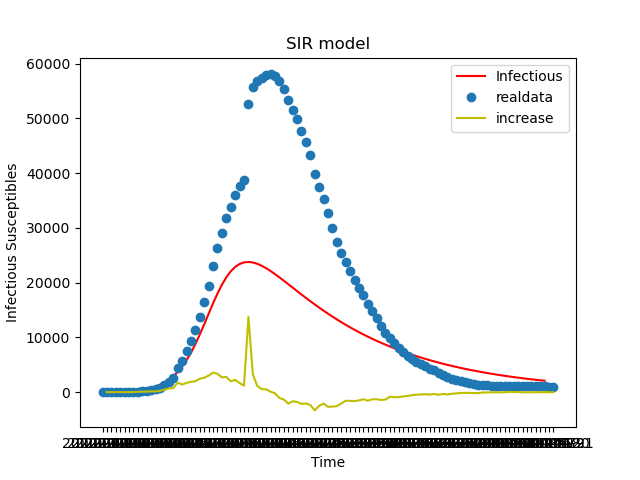 SIR model
60000
50000
40000
30000
20000
10000
0
Infectious Susceptibles
Infectious
realdata
increase
Time